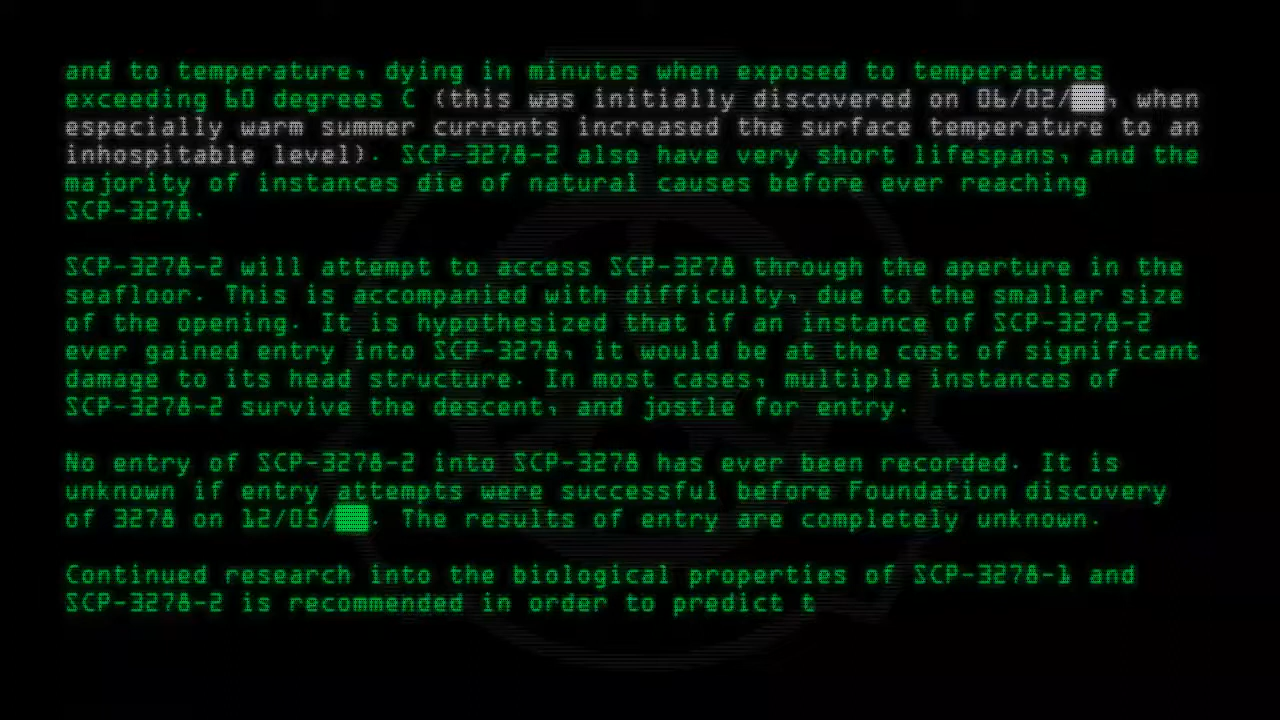 and to temperature, dying in minutes when exposed to temperatures
exceeding 60 degrees C (this was initially discovered on 06/02/██, when
especially warm summer currents increased the surface temperature to an
inhospitable level). SCP-3278-2 also have very short lifespans, and the
majority of instances die of natural causes before ever reaching
SCP-3278.
SCP-3278-2 will attempt to access SCP-3278 through the aperture in the
seafloor. This is accompanied with difficulty, due to the smaller size
of the opening. It is hypothesized that if an instance of SCP-3278-2
ever gained entry into SCP-3278, it would be at the cost of significant
damage to its head structure. In most cases, multiple instances of
SCP-3278-2 survive the descent, and jostle for entry.
No entry of SCP-3278-2 into SCP-3278 has ever been recorded. It is
unknown if entry attempts were successful before Foundation discovery
of 3278 on 12/05/██. The results of entry are completely unknown.
Continued research into the biological properties of SCP-3278-1 and
SCP-3278-2 is recommended in order to predict t